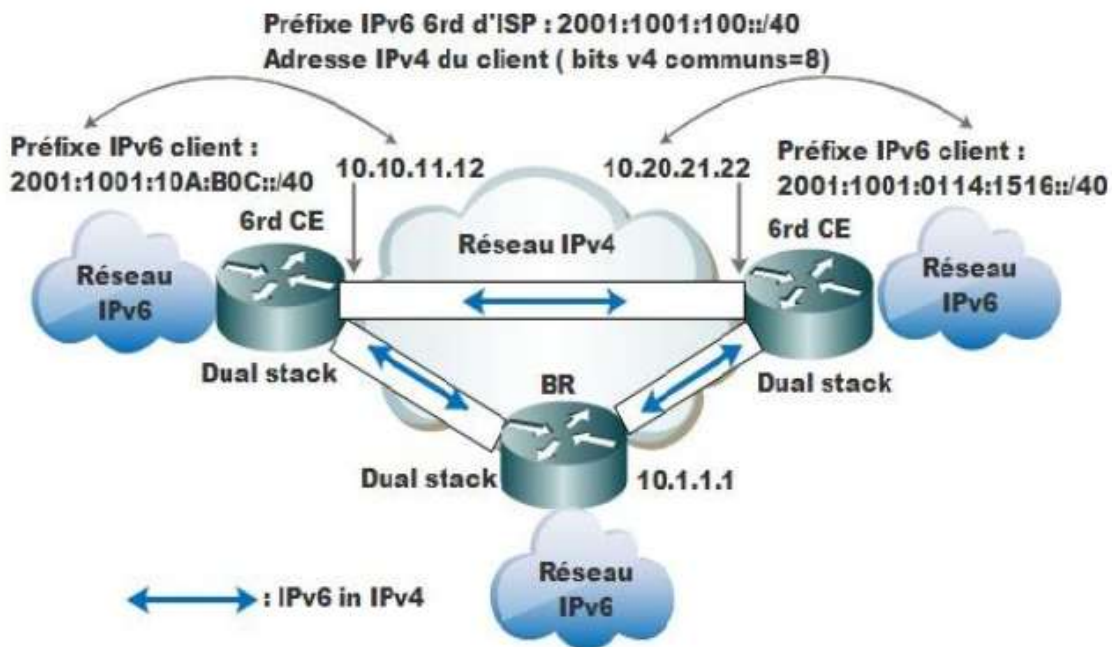 Préfixe IPv6 6rd d'ISP : 2001:1001:100::/40
Adresse IPv4 du client ( bits v4 communs=8)
Préfixe IPv6 client :
2001:1001:10A:B0C::/40
10.10.11.12
10.20.21.22
Préfixe IPv6 client :
2001:1001:0114:1516::/40
6rd CE
Réseau IPv4
6rd CE
Réseau
IPv6
Réseau
IPv6
Dual stack
BR
Dual stack
Dual stack
10.1.1.1
Réseau
IPv6
: IPv6 in IPv4